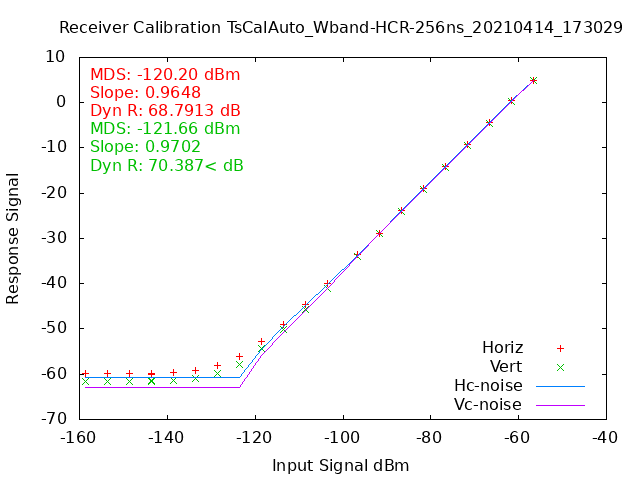 Receiver Calibration TsCalAuto_Wband-HCR-256ns_20210414_173029
10
0
-10
-20
-30
-40
-50
-60
-70
Response Signal
MDS: -120.20 dBm
Slope: 0.9648
Dyn R: 68.7913 dB
MDS: -121.66 dBm
Slope: 0.9702
Dyn R: 70.387< dB
Horiz
Vert
Hc-noise
Vc-noise
-160 -140 -120 -100 -80 -60 -40
Input Signal dBm